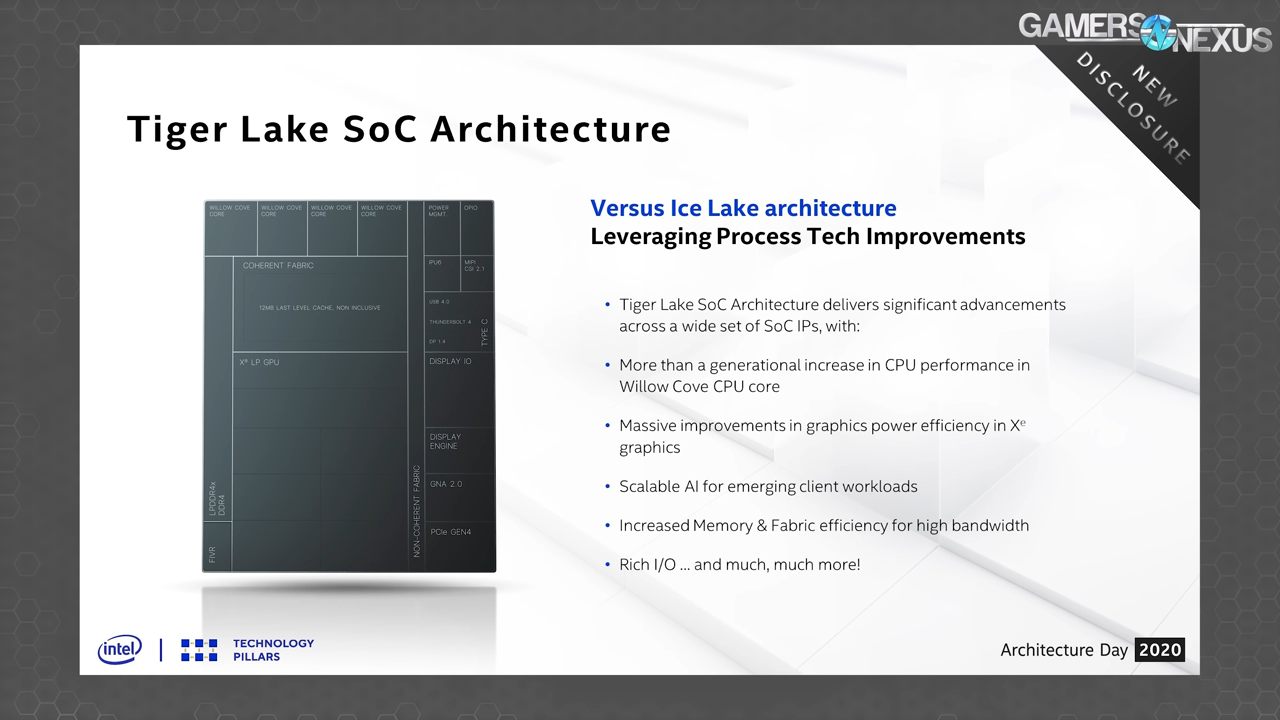 GAMERS NEXUS
NEW
DISCLOSURE
Tiger Lake SoC Architecture
WILLOW COVE
CORE
WILLOW COVE
CORE
WILLOW COVE
CORE
WILLOW COVE
CORE
POWER
MGMT.
OPIO
COHERENT FABRIC
IPU6
MIPI
CSI 2.1
12MB LAST LEVEL CACHE, NON INCLUSIVE
USB 4.0
THUNDERBOLT 4
DP 1.4
TYPE C
Xe LP GPU
DISPLAY IO
DISPLAY
ENGINE
GNA 2.0
PCIe GEN4
LPDDR4x
DDR4
FIVR
NON-COHERENT FABRIC
Versus Ice Lake architecture
Leveraging Process Tech Improvements
• Tiger Lake SoC Architecture delivers significant advancements
across a wide set of SoC IPs, with:
• More than a generational increase in CPU performance in
Willow Cove CPU core
• Massive improvements in graphics power efficiency in Xe
graphics
• Scalable AI for emerging client workloads
• Increased Memory & Fabric efficiency for high bandwidth
• Rich I/O ... and much, much more!
intel
TECHNOLOGY
PILLARS
Architecture Day 2020